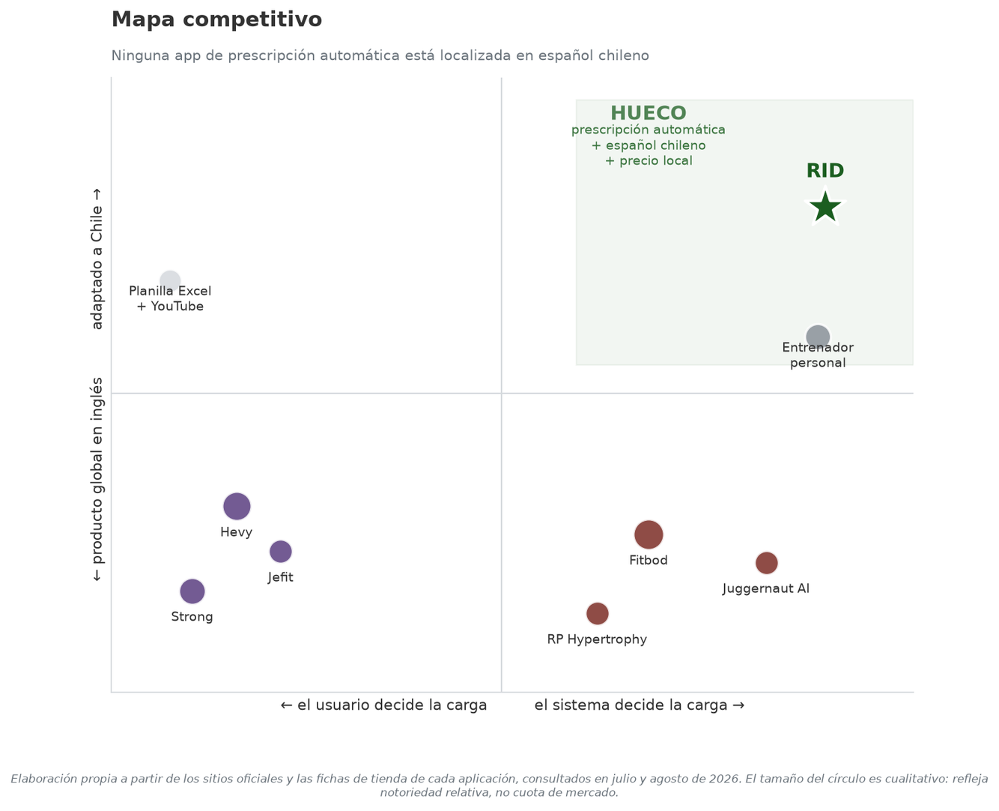 Mapa competitivo
Ninguna app de prescripción automática está localizada en español chileno
HUECO
prescripción automática
+ español chileno
+ precio local
RID
adaptado a Chile →
Planilla Excel
+ YouTube
Entrenador
personal
← producto global en inglés
Hevy
Jefit
Strong
Fitbod
Juggernaut AI
RP Hypertrophy
← el usuario decide la carga
el sistema decide la carga →
Elaboración propia a partir de los sitios oficiales y las fichas de tienda de cada aplicación, consultados en julio y agosto de 2026. El tamaño del círculo es cualitativo: refleja
notoriedad relativa, no cuota de mercado.